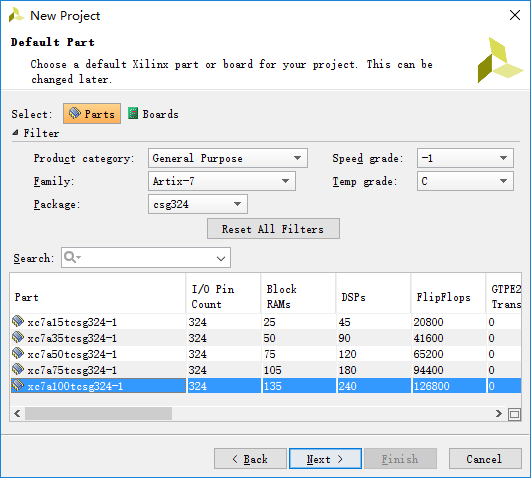 New Project
Default Part
Choose a default Xilinx part or board for your project. This can be
changed later.
Select: Parts Boards
Filter
Product category: General Purpose Speed grade: -1
Family: Artix-7 Temp grade: C
Package: csg324
Reset All Filters
Search: Q-
Part I/O Pin Count Block RAMs DSPs FlipFlops GTPE2 Trans
xc7a15tcsg324-1 324 25 45 20800 0
xc7a35tcsg324-1 324 50 90 41600 0
xc7a50tcsg324-1 324 75 120 65200 0
xc7a75tcsg324-1 324 105 180 94400 0
xc7a100tcsg324-1 324 135 240 126800 0
< Back Next > Finish Cancel